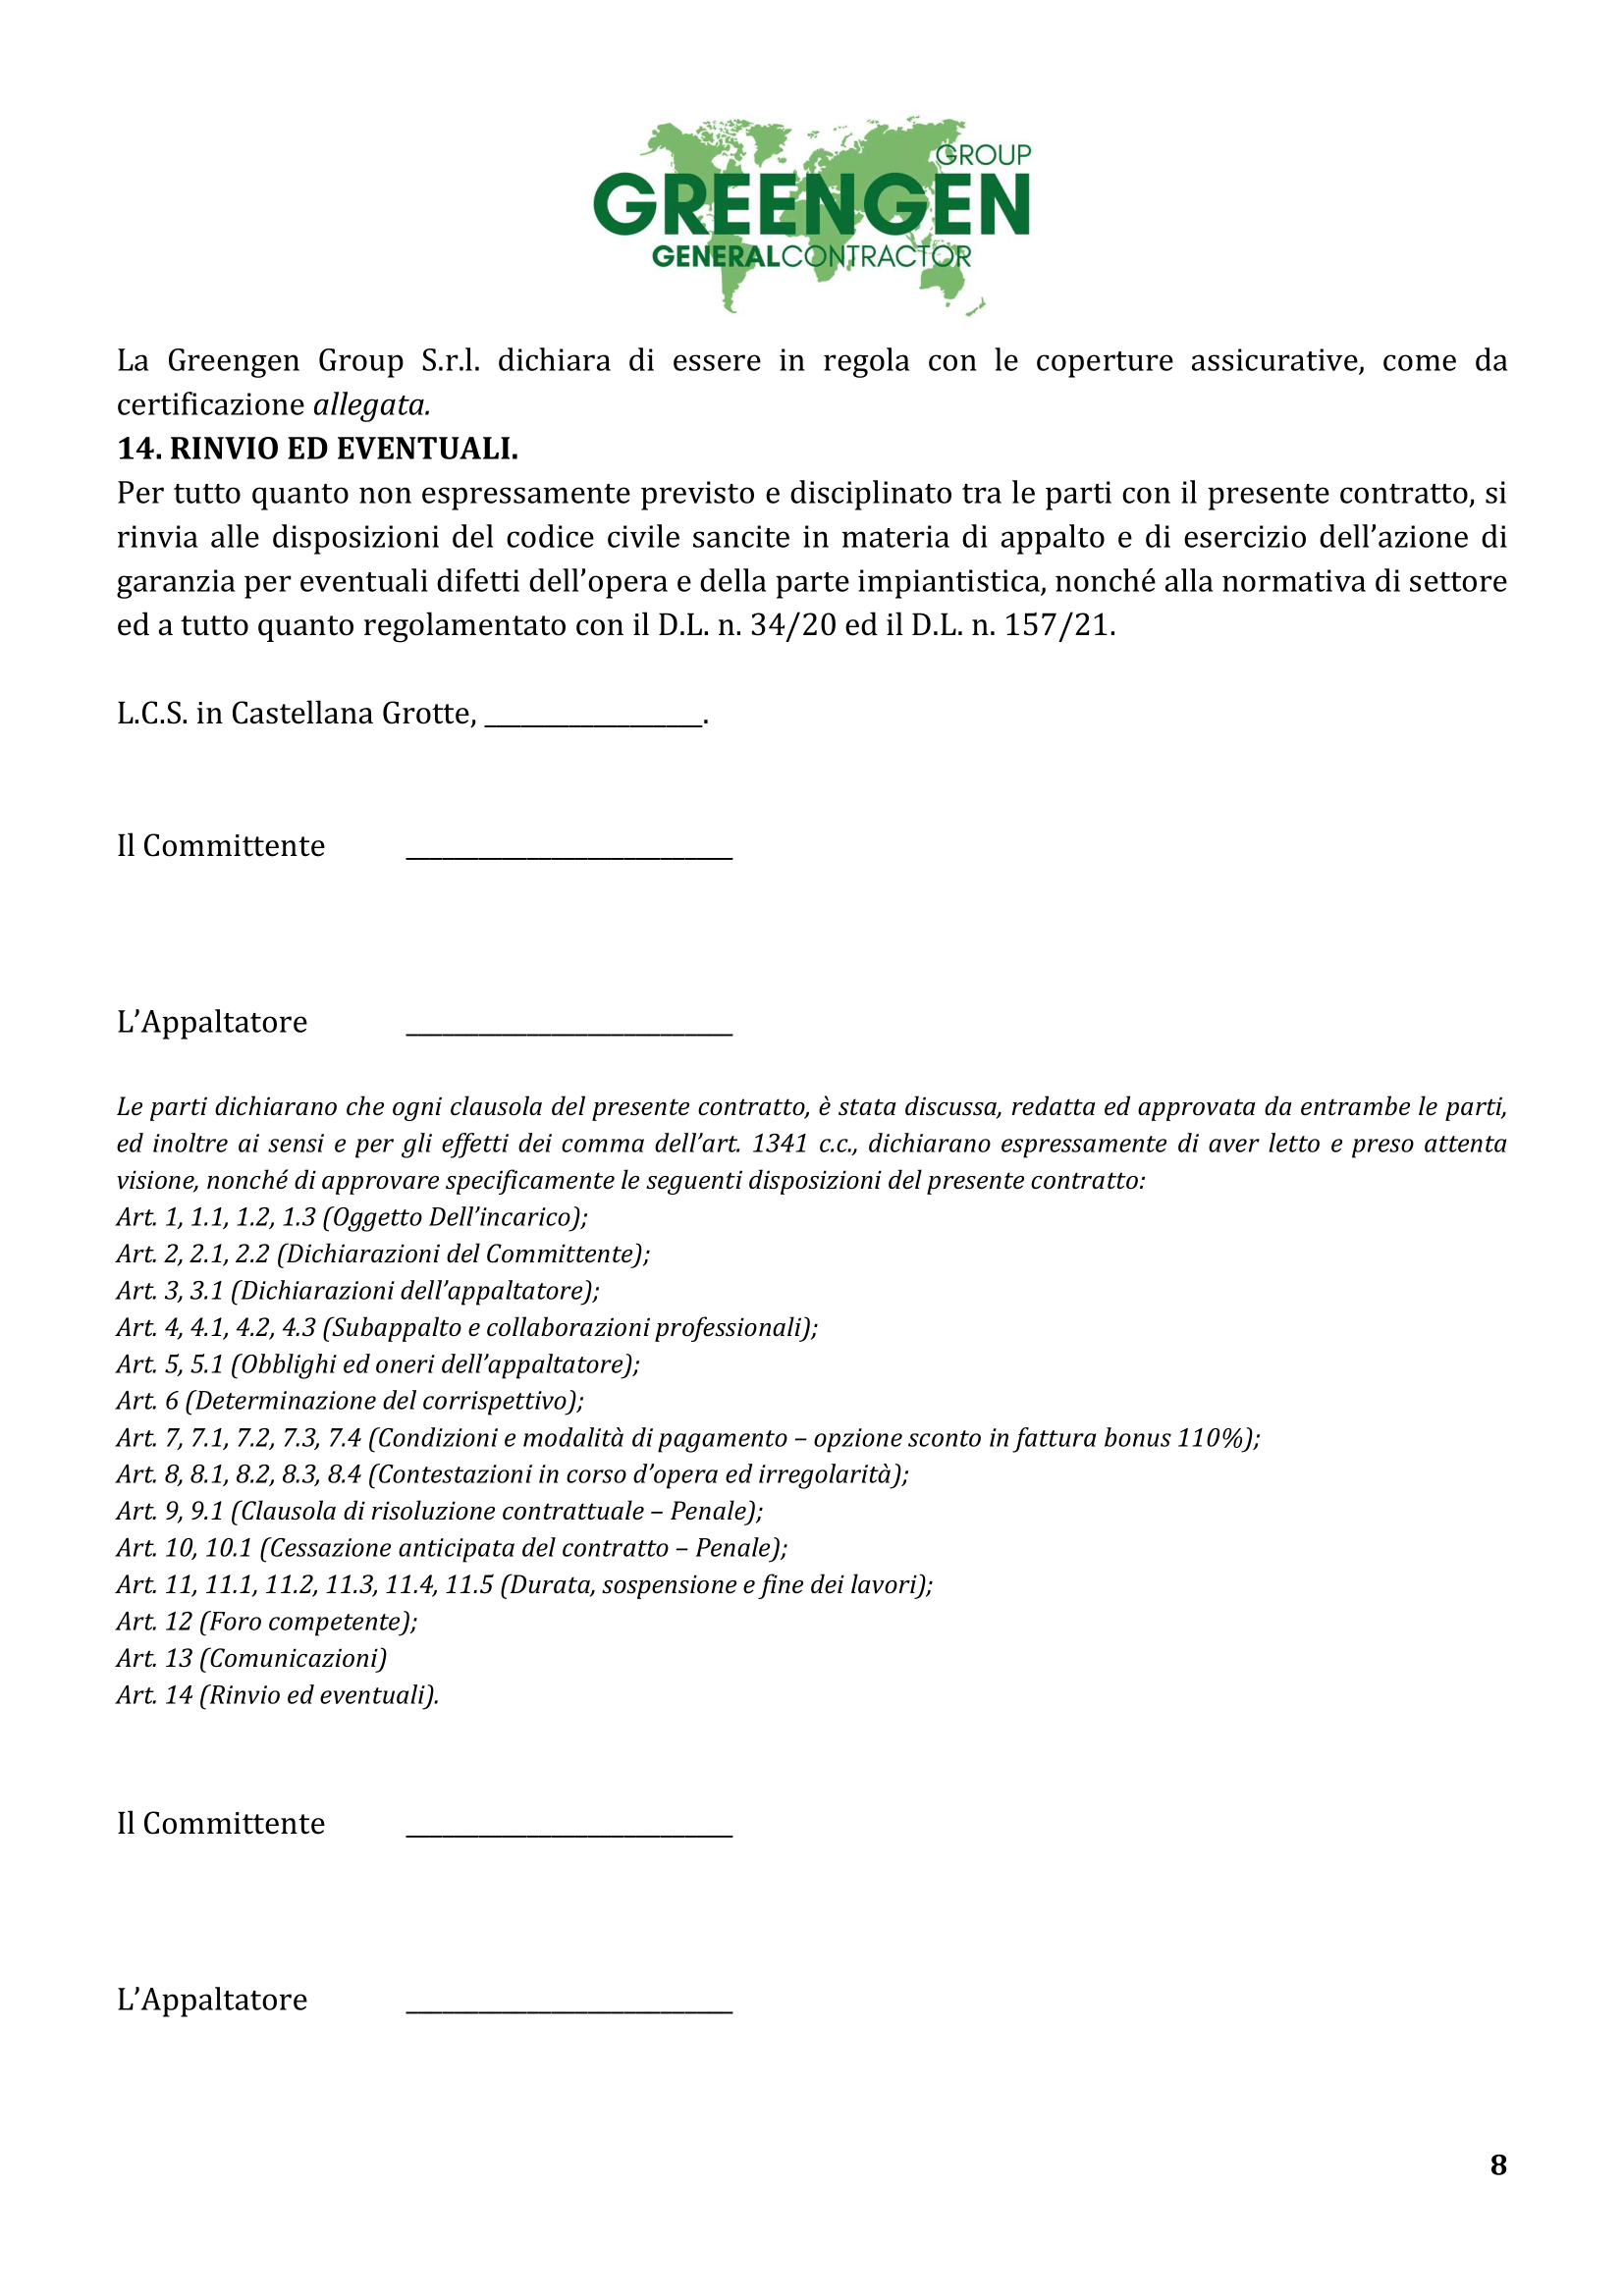 GROUP
GREENGEN
GENERALCONTRACTOR
La Greengen Group S.r.l. dichiara di essere in regola con le coperture assicurative, come da
certificazione allegata.
14. RINVIO ED EVENTUALI.
Per tutto quanto non espressamente previsto e disciplinato tra le parti con il presente contratto, si
rinvia alle disposizioni del codice civile sancite in materia di appalto e di esercizio dell’azione di
garanzia per eventuali difetti dell’opera e della parte impiantistica, nonché alla normativa di settore
ed a tutto quanto regolamentato con il D.L. n. 34/20 ed il D.L. n. 157/21.
L.C.S. in Castellana Grotte, __________________.
Il Committente ___________________________
L’Appaltatore ___________________________
Le parti dichiarano che ogni clausola del presente contratto, è stata discussa, redatta ed approvata da entrambe le parti,
ed inoltre ai sensi e per gli effetti dei comma dell’art. 1341 c.c., dichiarano espressamente di aver letto e preso attenta
visione, nonché di approvare specificamente le seguenti disposizioni del presente contratto:
Art. 1, 1.1, 1.2, 1.3 (Oggetto Dell’incarico);
Art. 2, 2.1, 2.2 (Dichiarazioni del Committente);
Art. 3, 3.1 (Dichiarazioni dell’appaltatore);
Art. 4, 4.1, 4.2, 4.3 (Subappalto e collaborazioni professionali);
Art. 5, 5.1 (Obblighi ed oneri dell’appaltatore);
Art. 6 (Determinazione del corrispettivo);
Art. 7, 7.1, 7.2, 7.3, 7.4 (Condizioni e modalità di pagamento – opzione sconto in fattura bonus 110%);
Art. 8, 8.1, 8.2, 8.3, 8.4 (Contestazioni in corso d’opera ed irregolarità);
Art. 9, 9.1 (Clausola di risoluzione contrattuale – Penale);
Art. 10, 10.1 (Cessazione anticipata del contratto – Penale);
Art. 11, 11.1, 11.2, 11.3, 11.4, 11.5 (Durata, sospensione e fine dei lavori);
Art. 12 (Foro competente);
Art. 13 (Comunicazioni)
Art. 14 (Rinvio ed eventuali).
Il Committente ___________________________
L’Appaltatore ___________________________
8